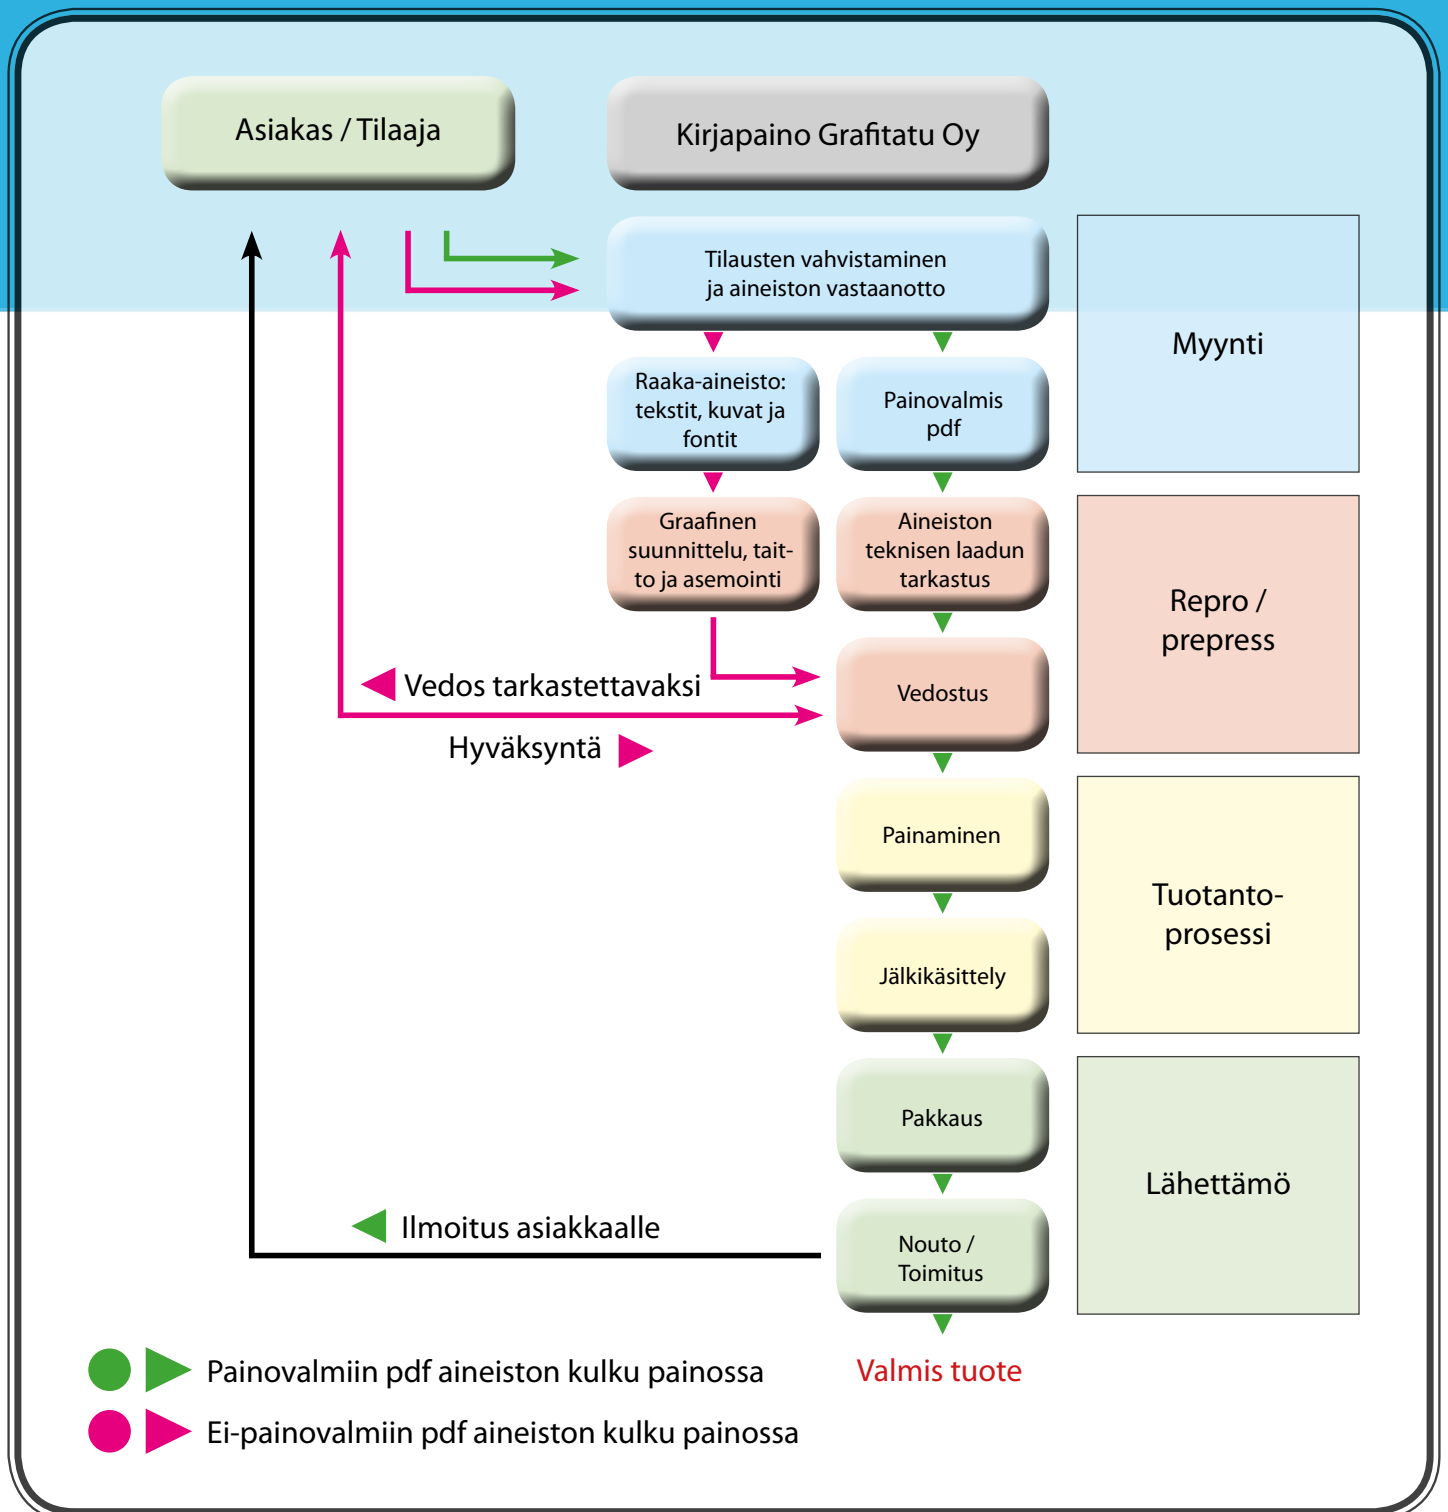 Asiakas / Tilaaja
Kirjapaino Grafitatu Oy
Tilausten vahvistaminen
ja aineiston vastaanotto
Myynti
Raaka-aineisto:
tekstit, kuvat ja
fontit
Painovalmis
pdf
Graafinen
suunnittelu, tait-
to ja asemointi
Aineiston
teknisen laadun
tarkastus
Repro /
prepress
Vedos tarkastettavaksi
Vedostus
Hyväksyntä
Painaminen
Tuotanto-
prosessi
Jälkikäsittely
Pakkaus
Lähettämö
Ilmoitus asiakkaalle
Nouto /
Toimitus
Painovalmiin pdf aineiston kulku painossa
Valmis tuote
Ei-painovalmiin pdf aineiston kulku painossa